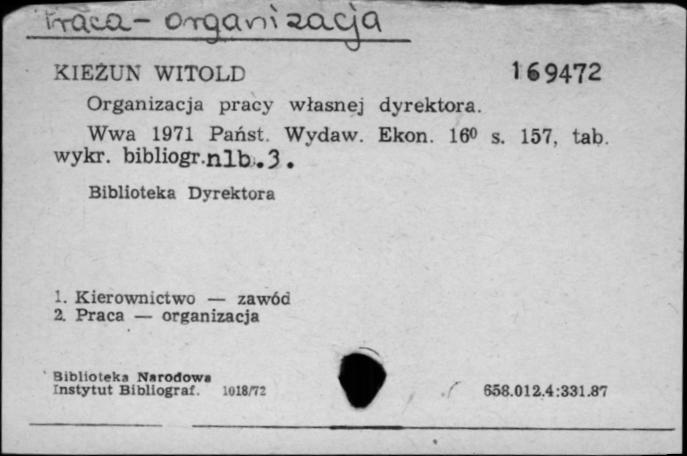 Praca - organizacja
KIEŻUN WITOLD 169472
Organizacja pracy własnej dyrektora.
Wwa 1971 Państ. Wydaw. Ekon. 16⁰ s. 157, tab.
wykr. bibliogr.nlb.3.
Biblioteka Dyrektora
1. Kierownictwo — zawód
2. Praca — organizacja
Biblioteka Narodowa
Instytut Bibliograf. 1018/72 658.012.4:331.87